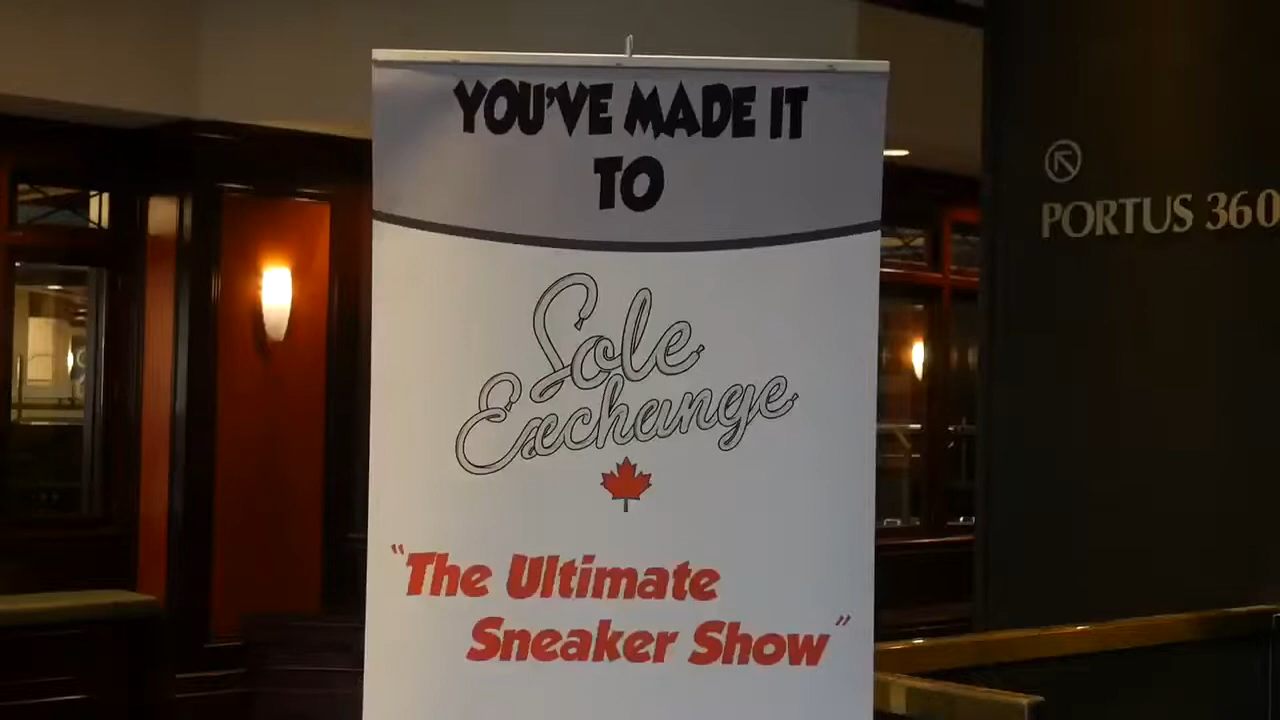 YOU'VE MADE IT
TO
Sole
Exchange
"The Ultimate
Sneaker Show"
PORTUS 360